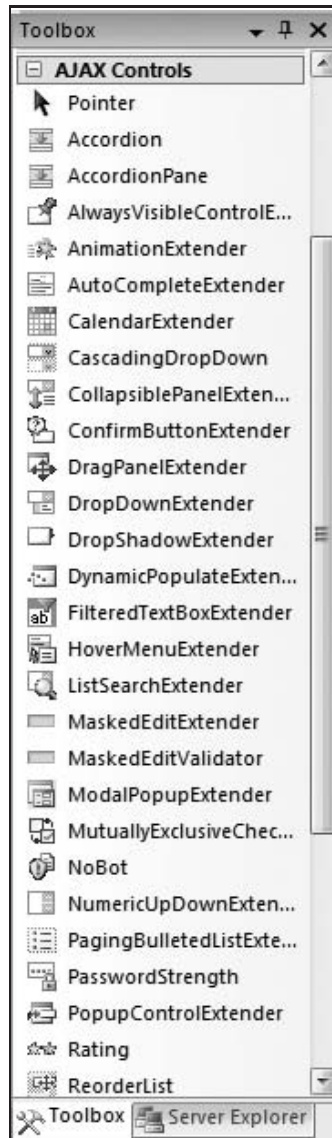 Toolbox
AJAX Controls
Pointer
Accordion
AccordionPane
AlwaysVisibleControlE...
AnimationExtender
AutoCompleteExtender
CalendarExtender
CascadingDropDown
CollapsiblePanelExten...
ConfirmButtonExtender
DragPanelExtender
DropDownExtender
DropShadowExtender
DynamicPopulateExten...
FilteredTextBoxExtender
HoverMenuExtender
ListSearchExtender
MaskedEditExtender
MaskedEditValidator
ModalPopupExtender
MutuallyExclusiveChec...
NoBot
NumericUpDownExten...
PagingBulletedListExte...
PasswordStrength
PopupControlExtender
Rating
ReorderList
Toolbox Server Explorer